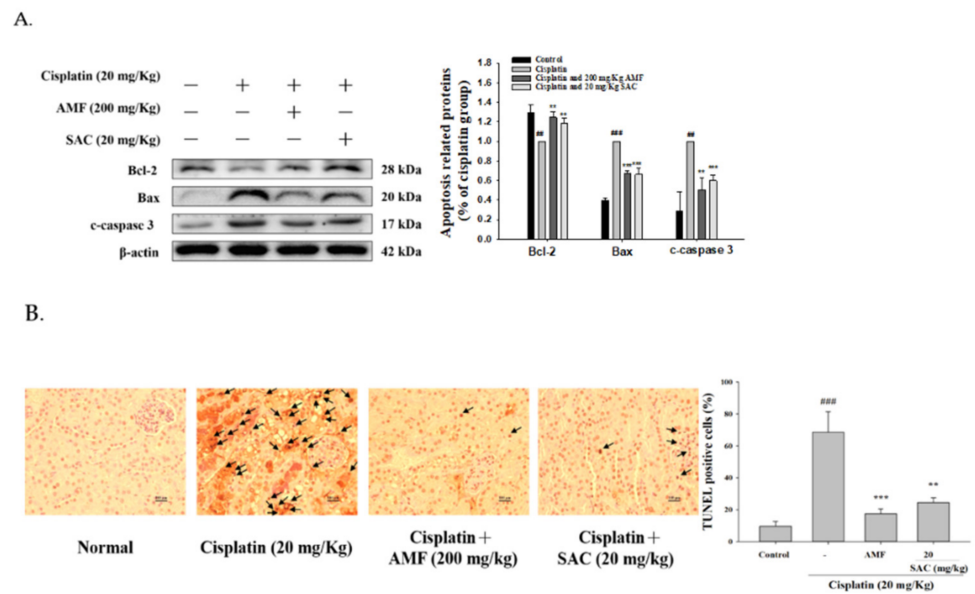 A.
Cisplatin (20 mg/Kg) — + + +
AMF (200 mg/Kg) — — + —
SAC (20 mg/Kg) — — — +
Bcl-2 28 kDa
Bax 20 kDa
c-caspase 3 17 kDa
β-actin 42 kDa
Apoptosis related proteins
(% of cisplatin group)
1.8
1.6
1.4
1.2
1.0
0.8
0.6
0.4
0.2
0.0
Control
Cisplatin
Cisplatin and 200 mg/Kg AMF
Cisplatin and 20 mg/Kg SAC
## ** **
### *** ***
## ** ***
Bcl-2 Bax c-caspase 3
B.
Normal
Cisplatin (20 mg/Kg)
Cisplatin +
AMF (200 mg/kg)
Cisplatin +
SAC (20 mg/kg)
TUNEL positive cells (%)
100
80
60
40
20
0
###
***
**
Control - AMF 20
SAC (mg/kg)
Cisplatin (20 mg/Kg)